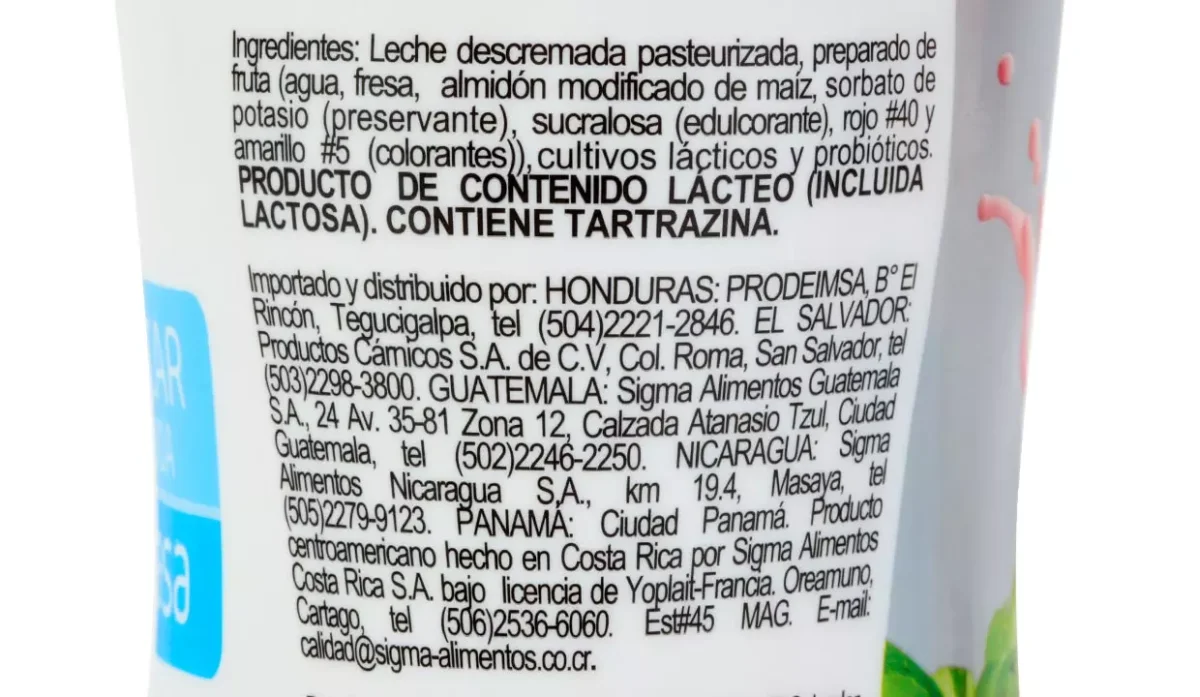 Ingredientes: Leche descremada pasteurizada, preparado de
fruta (agua, fresa, almidón modificado de maíz, sorbato de
potasio (preservante), sucralosa (edulcorante), rojo #40 y
amarillo #5 (colorantes)), cultivos lácticos y probióticos.
PRODUCTO DE CONTENIDO LÁCTEO (INCLUIDA
LACTOSA). CONTIENE TARTRAZINA.
Importado y distribuido por: HONDURAS: PRODEIMSA, B° El
Rincón, Tegucigalpa, tel (504)2221-2846. EL SALVADOR:
Productos Cárnicos S.A. de C.V, Col. Roma, San Salvador, tel
(503)2298-3800. GUATEMALA: Sigma Alimentos Guatemala
S.A., 24 Av. 35-81 Zona 12, Calzada Atanasio Tzul, Ciudad
Guatemala, tel (502)2246-2250. NICARAGUA: Sigma
Alimentos Nicaragua S,A., km 19.4, Masaya, tel
(505)2279-9123. PANAMÁ: Ciudad Panamá. Producto
centroamericano hecho en Costa Rica por Sigma Alimentos
Costa Rica S.A. bajo licencia de Yoplait-Francia. Oreamuno,
Cartago, tel (506)2536-6060. Est#45 MAG. E-mail:
calidad@sigma-alimentos.co.cr.